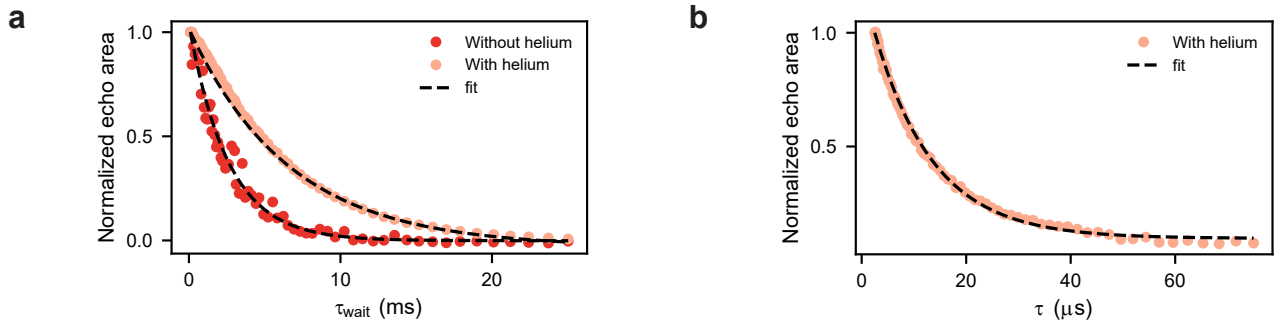 a
Normalized echo area
1.0
0.5
0.0
0
10
20
τwait (ms)
Without helium
With helium
fit
b
Normalized echo area
1.0
0.5
0
20
40
60
τ (μs)
With helium
fit